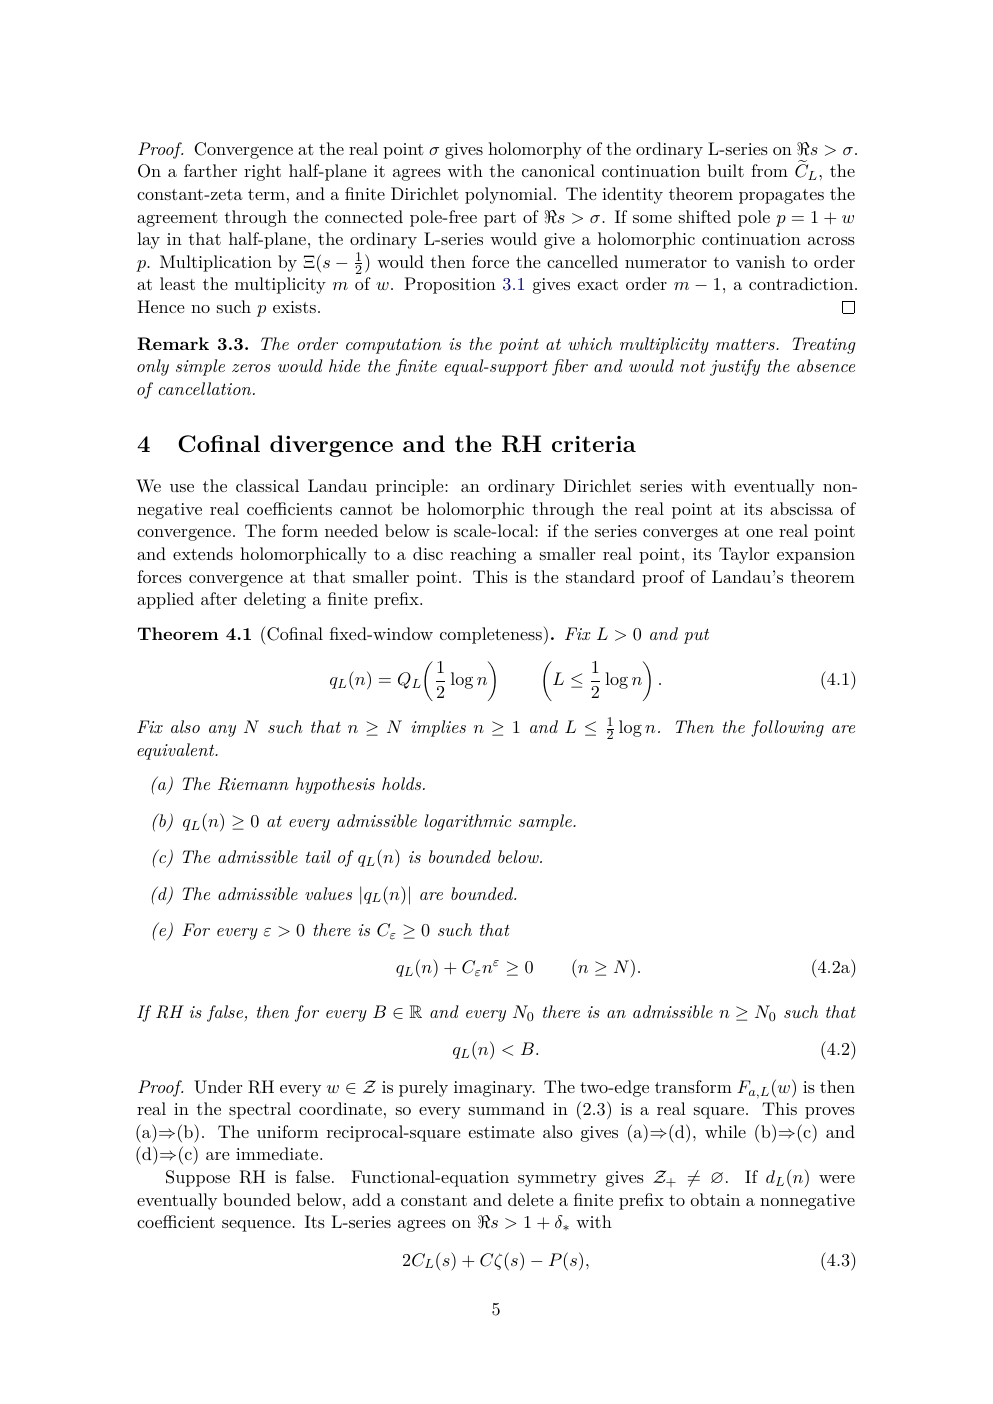 Proof. Convergence at the real point σ gives holomorphy of the ordinary L-series on ℜs > σ.
On a farther right half-plane it agrees with the canonical continuation built from C̃_L, the
constant-zeta term, and a finite Dirichlet polynomial. The identity theorem propagates the
agreement through the connected pole-free part of ℜs > σ. If some shifted pole p = 1 + w
lay in that half-plane, the ordinary L-series would give a holomorphic continuation across
p. Multiplication by Ξ(s − 1/2) would then force the cancelled numerator to vanish to order
at least the multiplicity m of w. Proposition 3.1 gives exact order m − 1, a contradiction.
Hence no such p exists. □
Remark 3.3. The order computation is the point at which multiplicity matters. Treating
only simple zeros would hide the finite equal-support fiber and would not justify the absence
of cancellation.
4 Cofinal divergence and the RH criteria
We use the classical Landau principle: an ordinary Dirichlet series with eventually non-
negative real coefficients cannot be holomorphic through the real point at its abscissa of
convergence. The form needed below is scale-local: if the series converges at one real point
and extends holomorphically to a disc reaching a smaller real point, its Taylor expansion
forces convergence at that smaller point. This is the standard proof of Landau's theorem
applied after deleting a finite prefix.
Theorem 4.1 (Cofinal fixed-window completeness). Fix L > 0 and put
q_L(n) = Q_L(1/2 log n) (L ≤ 1/2 log n). (4.1)
Fix also any N such that n ≥ N implies n ≥ 1 and L ≤ 1/2 log n. Then the following are
equivalent.
(a) The Riemann hypothesis holds.
(b) q_L(n) ≥ 0 at every admissible logarithmic sample.
(c) The admissible tail of q_L(n) is bounded below.
(d) The admissible values |q_L(n)| are bounded.
(e) For every ε > 0 there is C_ε ≥ 0 such that
q_L(n) + C_ε n^ε ≥ 0 (n ≥ N). (4.2a)
If RH is false, then for every B ∈ ℝ and every N_0 there is an admissible n ≥ N_0 such that
q_L(n) < B. (4.2)
Proof. Under RH every w ∈ 𝒵 is purely imaginary. The two-edge transform F_{a,L}(w) is then
real in the spectral coordinate, so every summand in (2.3) is a real square. This proves
(a)⇒(b). The uniform reciprocal-square estimate also gives (a)⇒(d), while (b)⇒(c) and
(d)⇒(c) are immediate.
Suppose RH is false. Functional-equation symmetry gives 𝒵_+ ≠ ∅. If d_L(n) were
eventually bounded below, add a constant and delete a finite prefix to obtain a nonnegative
coefficient sequence. Its L-series agrees on ℜs > 1 + δ_* with
2C_L(s) + Cζ(s) − P(s), (4.3)
5